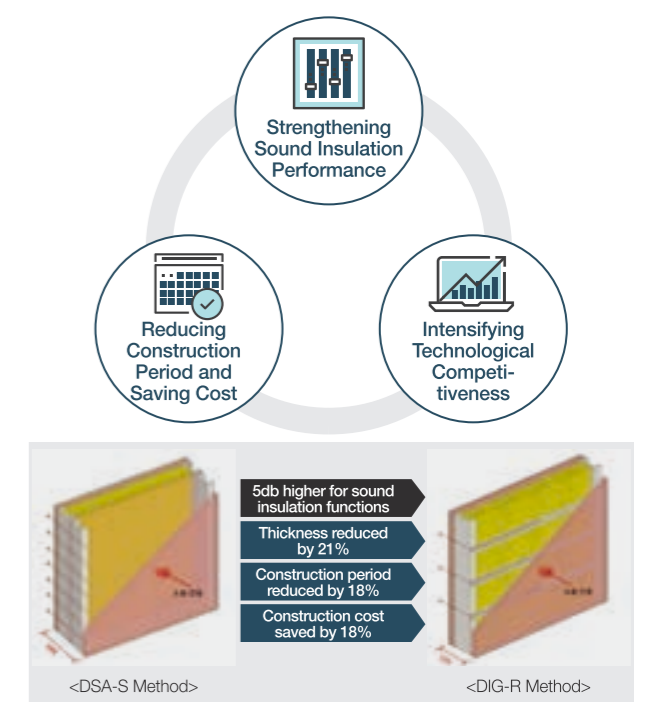 Strengthening
Sound Insulation
Performance
Reducing
Construction
Period and
Saving Cost
Intensifying
Technological
Competi-
tiveness
5db higher for sound
insulation functions
Thickness reduced
by 21%
Construction period
reduced by 18%
Construction cost
saved by 18%
<DSA-S Method>
<DIG-R Method>